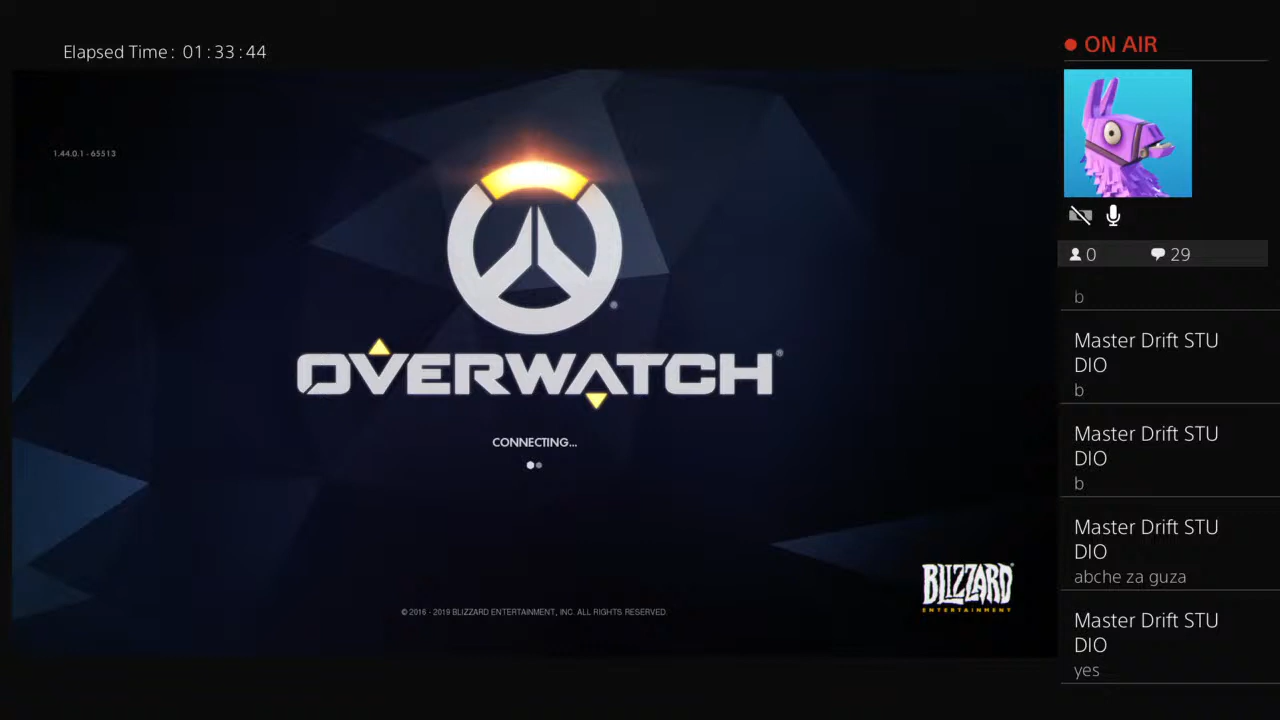 Elapsed Time: 01:33:44
ON AIR
1.44.0.1 - 65513
OVERWATCH
CONNECTING...
BLIZZARD
ENTERTAINMENT
© 2016 - 2019 BLIZZARD ENTERTAINMENT, INC. ALL RIGHTS RESERVED.
0 29
b
Master Drift STU
DIO
b
Master Drift STU
DIO
b
Master Drift STU
DIO
abche za guza
Master Drift STU
DIO
yes